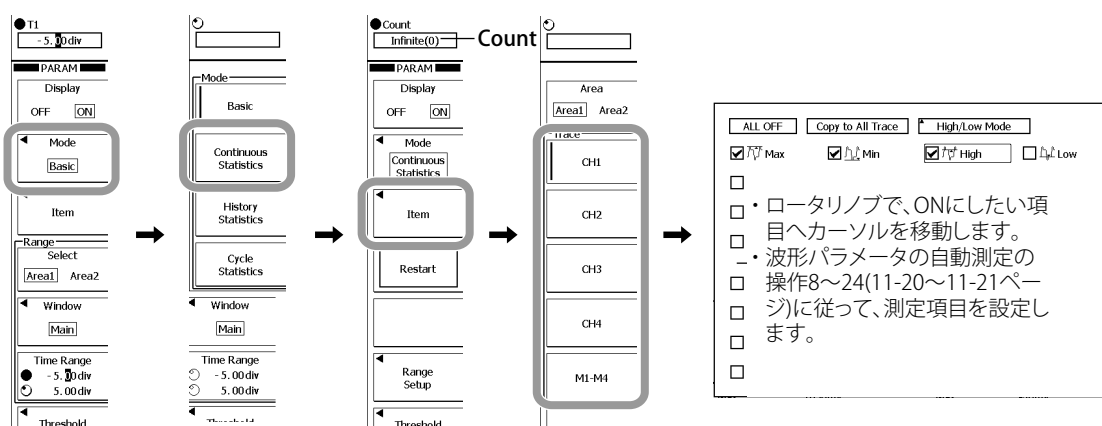 T1
-5.00div
PARAM
Display
OFF ON
Mode
Basic
Item
Range
Select
Area1 Area2
Window
Main
Time Range
-5.00div
5.00div
Threshold
Mode
Basic
Continuous
Statistics
History
Statistics
Cycle
Statistics
Window
Main
Time Range
-5.00div
5.00div
Threshold
Count
Infinite(0)
Count
PARAM
Display
OFF ON
Mode
Continuous
Statistics
Item
Restart
Range
Setup
Threshold
Area
Area1 Area2
Trace
CH1
CH2
CH3
CH4
M1-M4
ALL OFF Copy to All Trace High/Low Mode
Max Min High Low
・ロータリノブで、ONにしたい項
目へカーソルを移動します。
・波形パラメータの自動測定の
操作8〜24(11-20〜11-21ペー
ジ)に従って、測定項目を設定し
ます。